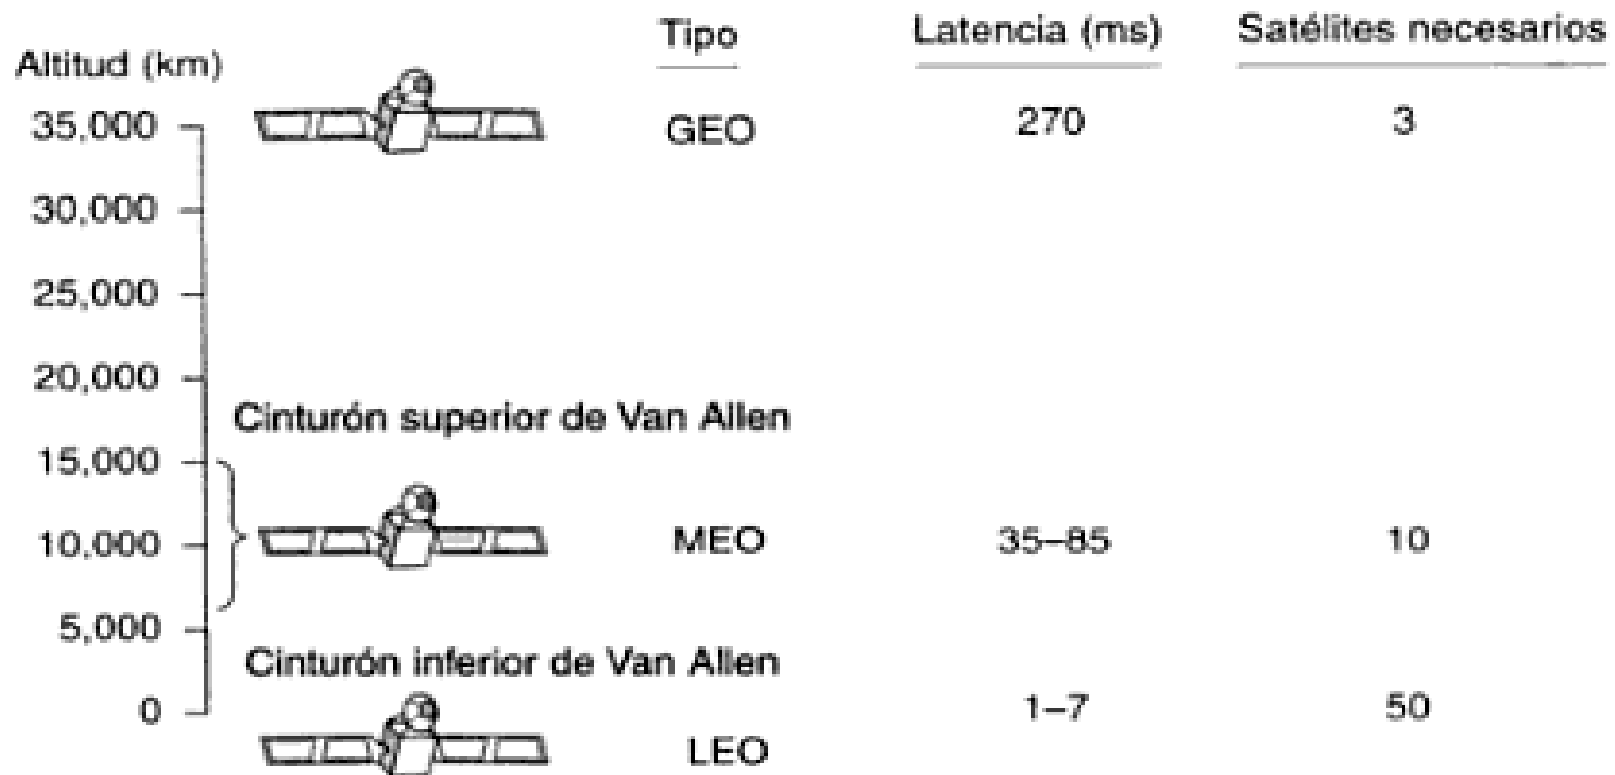 Tipo Latencia (ms) Satélites necesarios
Altitud (km)
35,000 GEO 270 3
30,000
25,000
20,000
Cinturón superior de Van Allen
15,000
10,000 MEO 35–85 10
5,000
Cinturón inferior de Van Allen
0 1–7 50
LEO